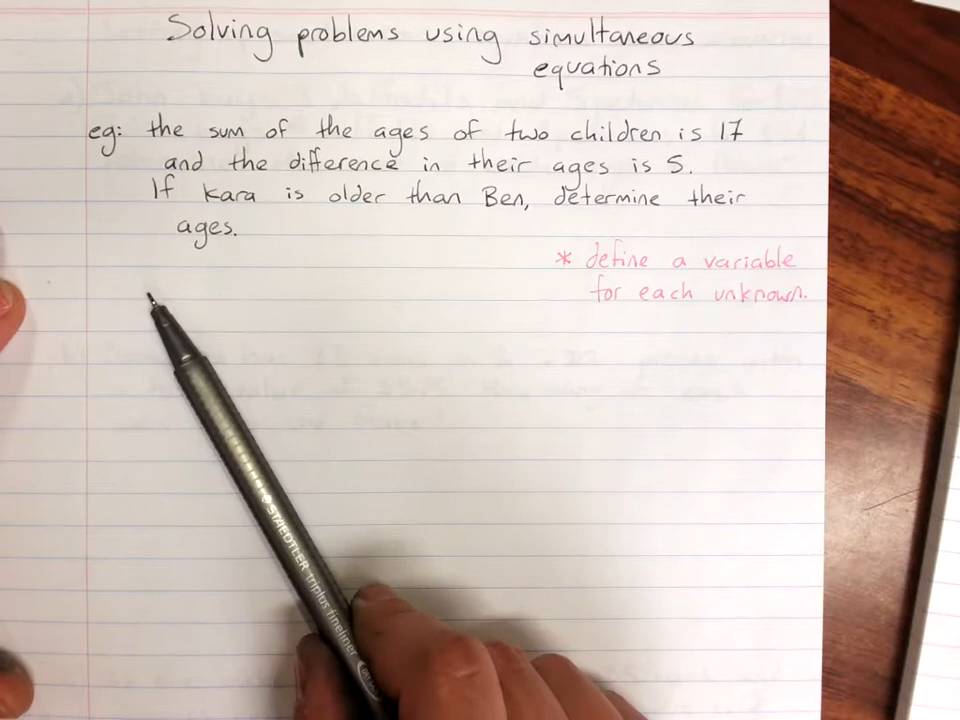 Solving problems using simultaneous
equations
eg: the sum of the ages of two children is 17
and the difference in their ages is 5.
If Kara is older than Ben, determine their
ages.
* define a variable
for each unknown.
STAEDTLER triplus fineliner